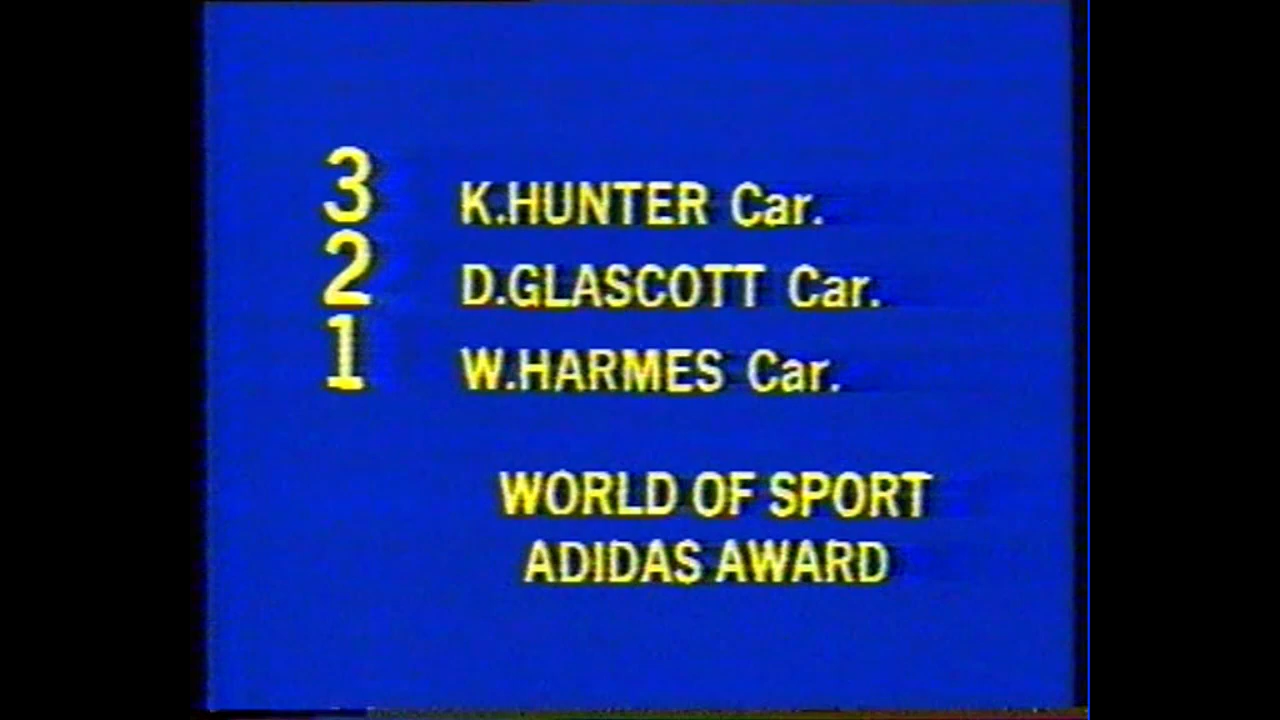 3 K.HUNTER Car.
2 D.GLASCOTT Car.
1 W.HARMES Car.
WORLD OF SPORT
ADIDAS AWARD